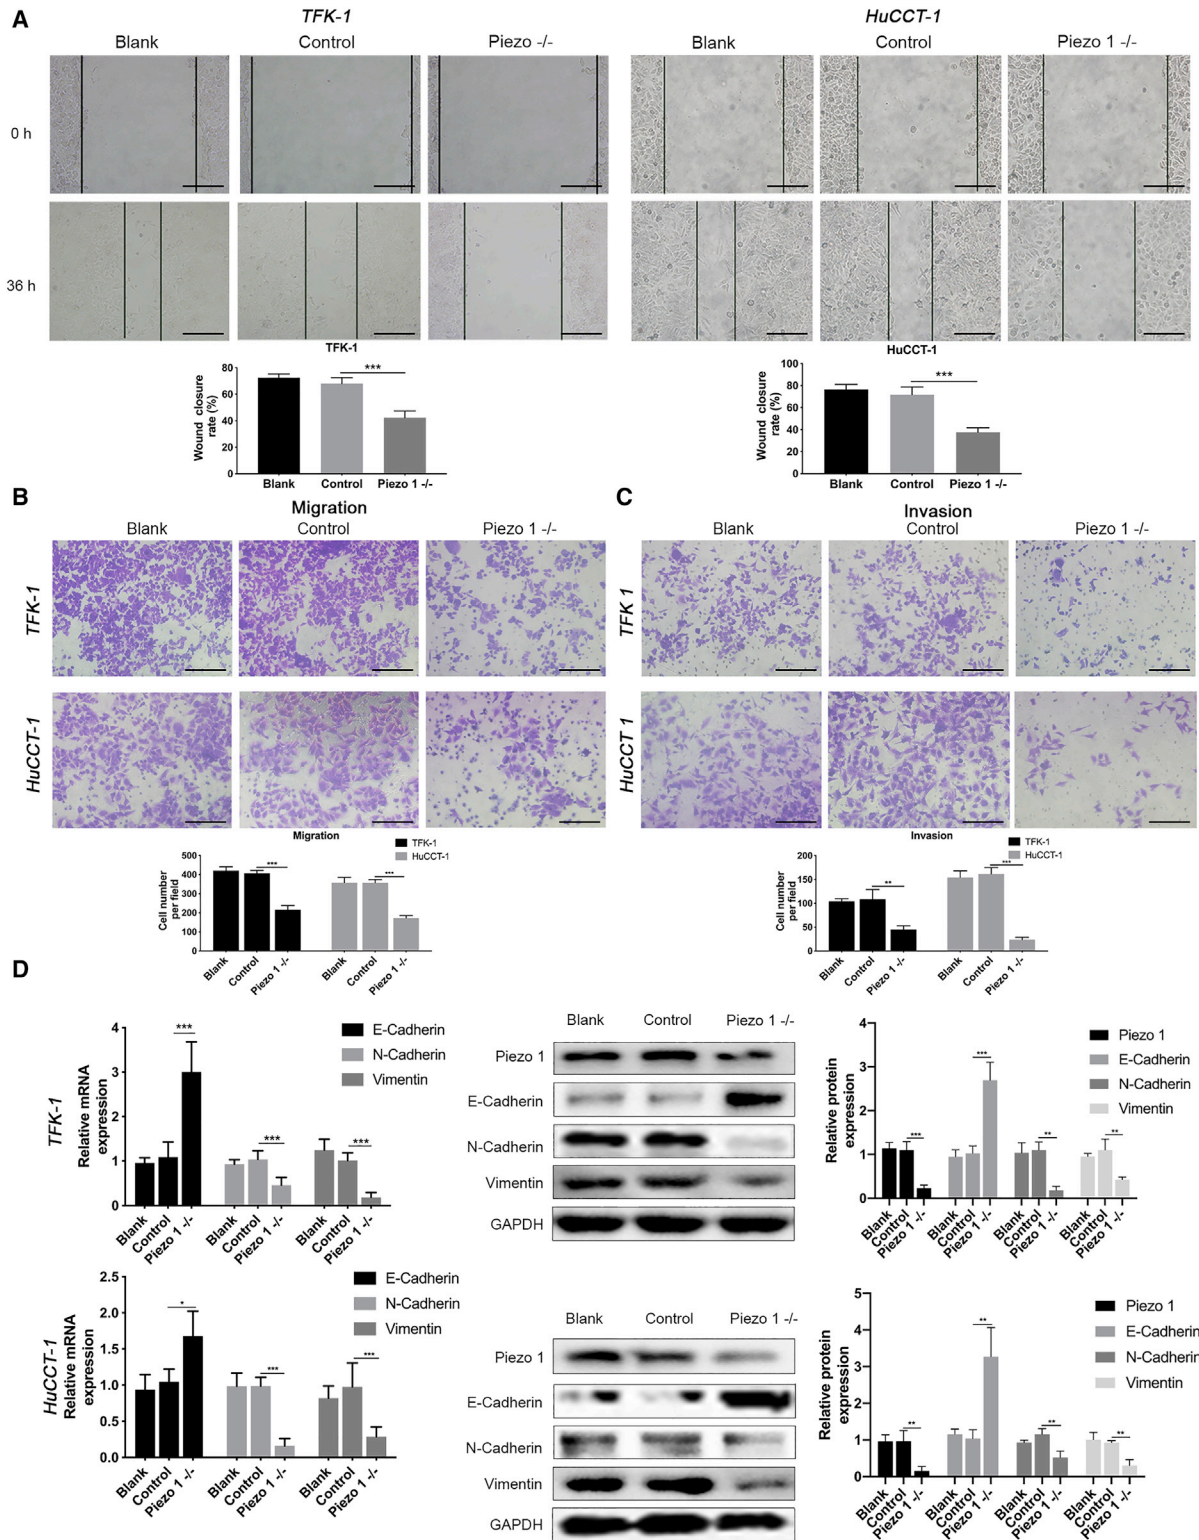 A
TFK-1
HuCCT-1
Blank Control Piezo -/- Blank Control Piezo 1 -/-
0 h
36 h
TFK-1
HuCCT-1
Wound closure
rate (%)
80
60
40
20
0
***
Blank Control Piezo 1 -/-
Wound closure
rate (%)
100
80
60
40
20
0
***
Blank Control Piezo 1 -/-
B
Migration
Blank Control Piezo 1 -/-
TFK-1
HuCCT-1
Migration
TFK-1
HuCCT-1
Cell number
per field
500
400
300
200
100
0
***
***
Blank Control Piezo 1 -/- Blank Control Piezo 1 -/-
C
Invasion
Blank Control Piezo 1 -/-
TFK 1
HuCCT 1
Invasion
TFK-1
HuCCT-1
Cell number
per field
200
150
100
50
0
**
***
Blank Control Piezo 1 -/- Blank Control Piezo 1 -/-
D
TFK-1
Relative mRNA
expression
4
3
2
1
0
***
***
***
E-Cadherin
N-Cadherin
Vimentin
Blank Control Piezo 1 -/- Blank Control Piezo 1 -/- Blank Control Piezo 1 -/-
Blank Control Piezo 1 -/-
Piezo 1
E-Cadherin
N-Cadherin
Vimentin
GAPDH
Relative protein
expression
4
3
2
1
0
***
***
**
**
Piezo 1
E-Cadherin
N-Cadherin
Vimentin
Blank Control Piezo 1 -/- Blank Control Piezo 1 -/- Blank Control Piezo 1 -/- Blank Control Piezo 1 -/-
HuCCT-1
Relative mRNA
expression
2.5
2.0
1.5
1.0
0.5
0.0
*
***
***
E-Cadherin
N-Cadherin
Vimentin
Blank Control Piezo 1 -/- Blank Control Piezo 1 -/- Blank Control Piezo 1 -/-
Blank Control Piezo 1 -/-
Piezo 1
E-Cadherin
N-Cadherin
Vimentin
GAPDH
Relative protein
expression
5
4
3
2
1
0
**
**
**
**
Piezo 1
E-Cadherin
N-Cadherin
Vimentin
Blank Control Piezo 1 -/- Blank Control Piezo 1 -/- Blank Control Piezo 1 -/- Blank Control Piezo 1 -/-